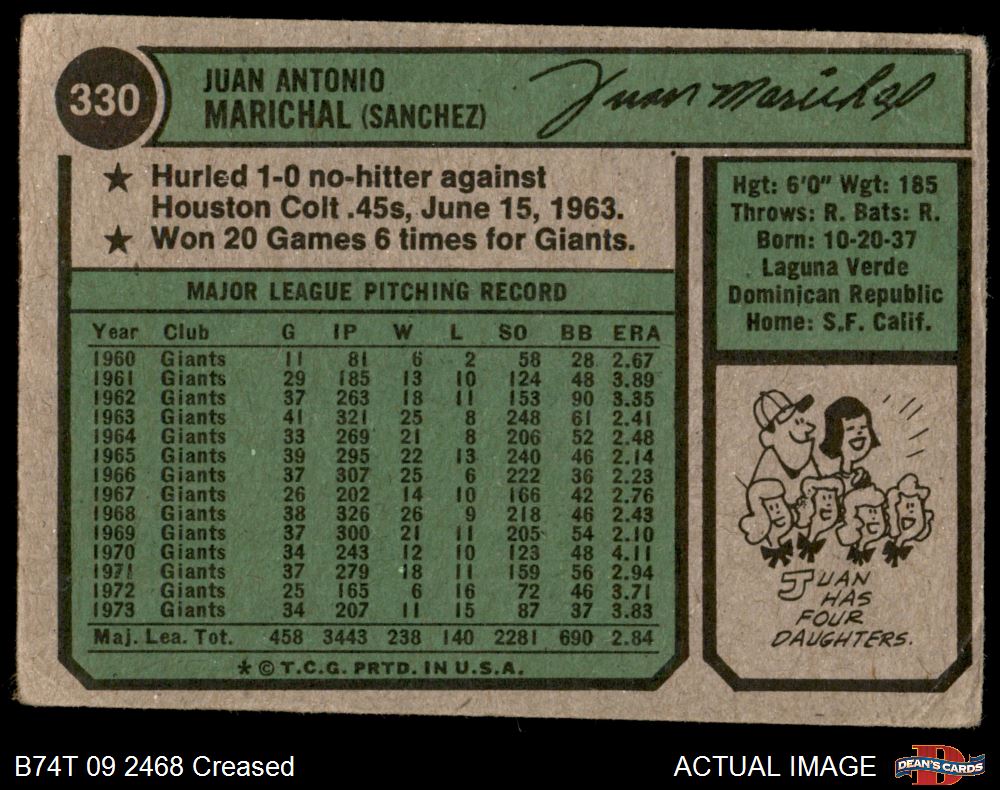 330
JUAN ANTONIO
MARICHAL (SANCHEZ)
Juan Marichal
★ Hurled 1-0 no-hitter against
Houston Colt .45s, June 15, 1963.
★ Won 20 Games 6 times for Giants.
MAJOR LEAGUE PITCHING RECORD
Year Club G IP W L SO BB ERA
1960 Giants 11 81 6 2 58 28 2.67
1961 Giants 29 185 13 10 124 48 3.89
1962 Giants 37 263 18 11 153 90 3.35
1963 Giants 41 321 25 8 248 61 2.41
1964 Giants 33 269 21 8 206 52 2.48
1965 Giants 39 295 22 13 240 46 2.14
1966 Giants 37 307 25 6 222 36 2.23
1967 Giants 26 202 14 10 166 42 2.76
1968 Giants 38 326 26 9 218 46 2.43
1969 Giants 37 300 21 11 205 54 2.10
1970 Giants 34 243 12 10 123 48 4.11
1971 Giants 37 279 18 11 159 56 2.94
1972 Giants 25 165 6 16 72 46 3.71
1973 Giants 34 207 11 15 87 37 3.83
Maj. Lea. Tot. 458 3443 238 140 2281 690 2.84
* © T.C.G. PRTD. IN U.S.A.
Hgt: 6'0" Wgt: 185
Throws: R. Bats: R.
Born: 10-20-37
Laguna Verde
Dominican Republic
Home: S.F. Calif.
JUAN
HAS
FOUR
DAUGHTERS.
B74T 09 2468 Creased
ACTUAL IMAGE
D
DEAN'S CARDS